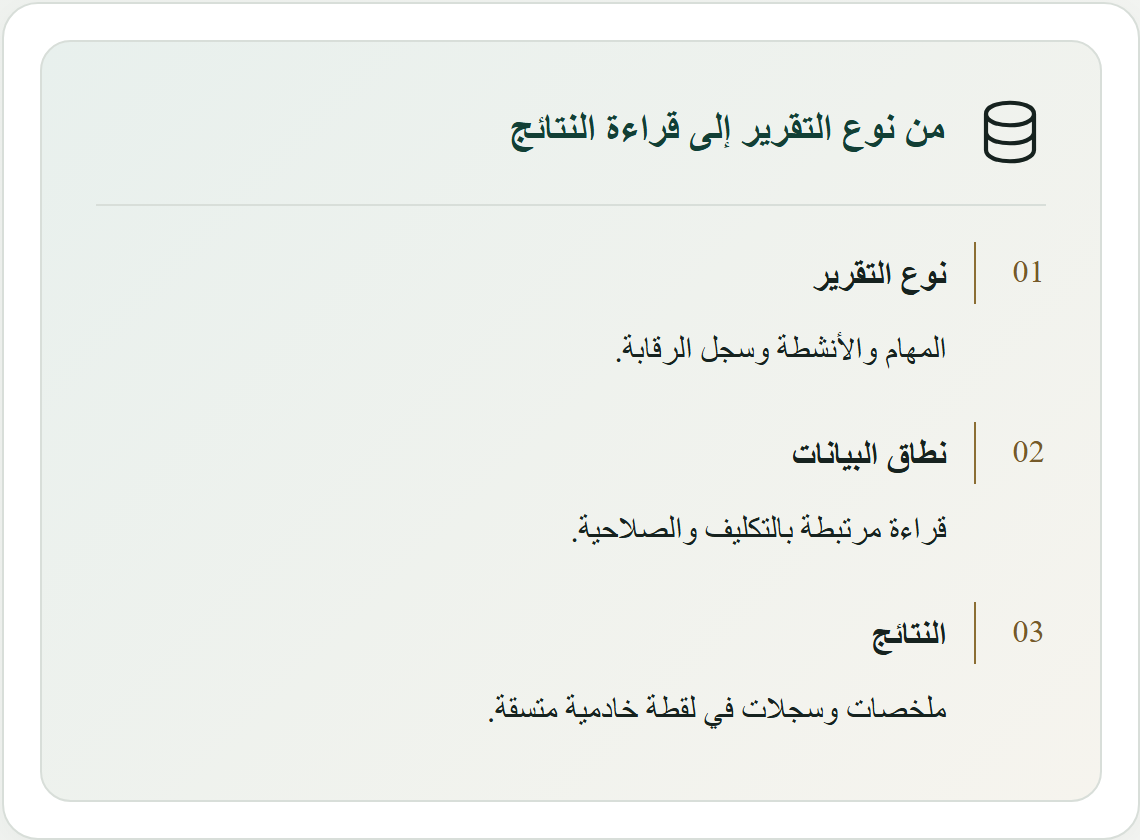 من نوع التقرير إلى قراءة النتائج
01
نوع التقرير
المهام والأنشطة وسجل الرقابة.
02
نطاق البيانات
قراءة مرتبطة بالتكليف والصلاحية.
03
النتائج
ملخصات وسجلات في لقطة خادمية متسقة.